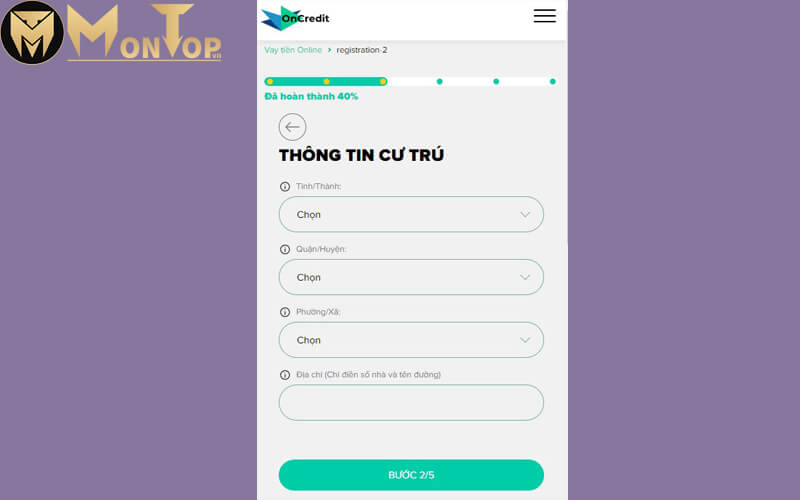 MONTOP.VN
OnCredit
Vay tiền Online > registration-2
Đã hoàn thành 40%
THÔNG TIN CƯ TRÚ
Tỉnh/Thành:
Chọn
Quận/Huyện:
Chọn
Phường/Xã:
Chọn
Địa chỉ (Chỉ điền số nhà và tên đường)
BƯỚC 2/5